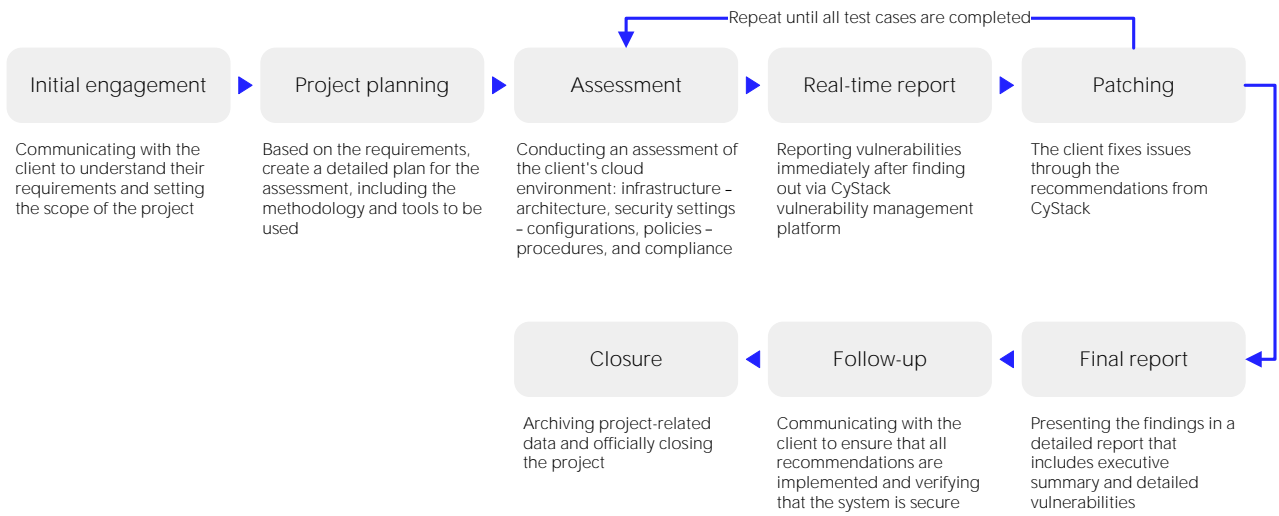 Repeat until all test cases are completed
Initial engagement
Communicating with the
client to understand their
requirements and setting
the scope of the project
Project planning
Based on the requirements,
create a detailed plan for the
assessment, including the
methodology and tools to be
used
Assessment
Conducting an assessment of
the client's cloud
environment: infrastructure –
architecture, security settings
– configurations, policies –
procedures, and compliance
Real-time report
Reporting vulnerabilities
immediately after finding
out via CyStack
vulnerability management
platform
Patching
The client fixes issues
through the
recommendations from
CyStack
Final report
Presenting the findings in a
detailed report that
includes executive
summary and detailed
vulnerabilities
Follow-up
Communicating with the
client to ensure that all
recommendations are
implemented and verifying
that the system is secure
Closure
Archiving project-related
data and officially closing
the project